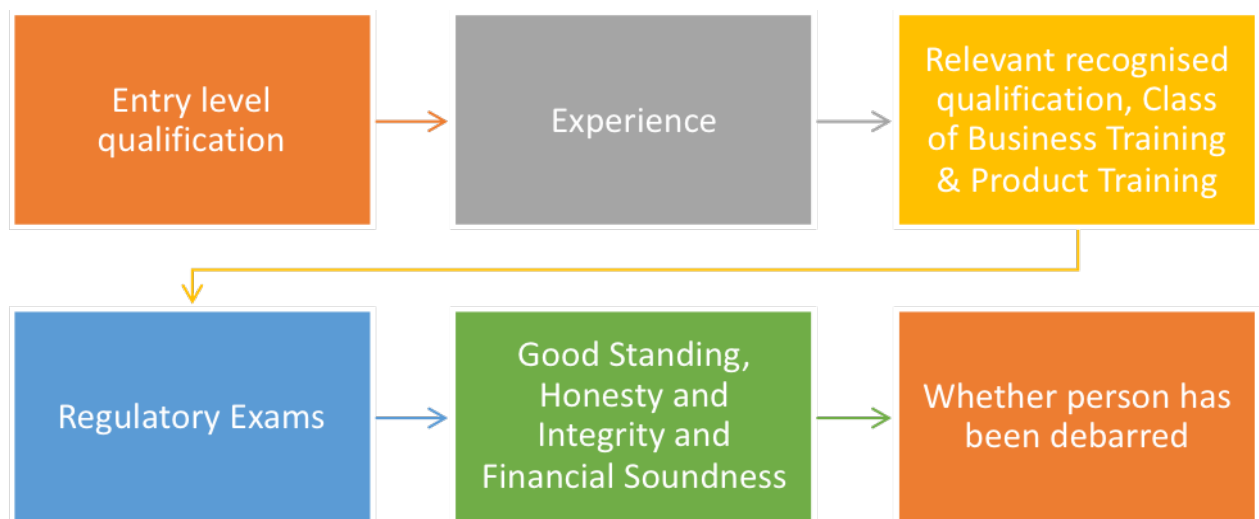 Entry level
qualification
Experience
Relevant recognised
qualification, Class
of Business Training
& Product Training
Regulatory Exams
Good Standing,
Honesty and
Integrity and
Financial Soundness
Whether person has
been debarred